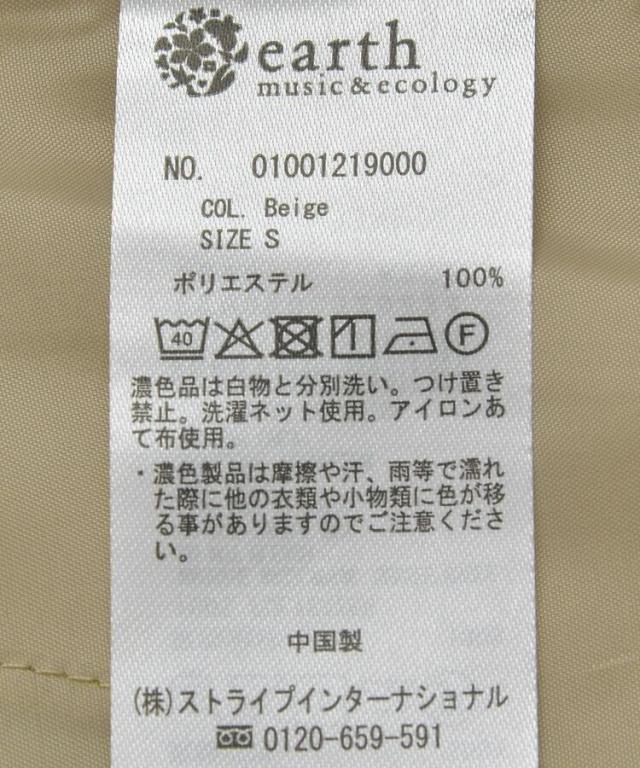 earth
music&ecology
NO. 01001219000
COL. Beige
SIZE S
ポリエステル 100%
40 F
濃色品は白物と分別洗い。つけ置き
禁止。洗濯ネット使用。アイロンあ
て布使用。
・濃色製品は摩擦や汗、雨等で濡れ
た際に他の衣類や小物類に色が移
る事がありますのでご注意くださ
い。
中国製
(株)ストライプインターナショナル
0120-659-591